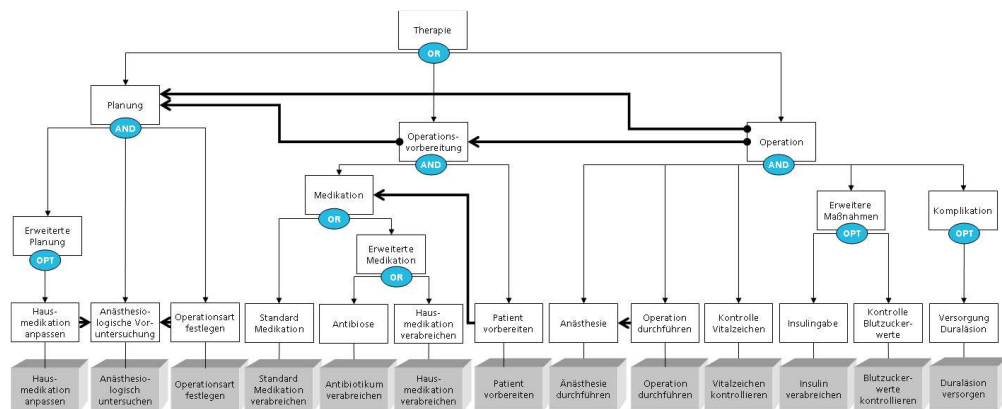 Therapie
OR
Planung
AND
Operations-
vorbereitung
AND
Operation
AND
Medikation
OR
Erweitere
Maßnahmen
OPT
Komplikation
OPT
Erweiterte
Planung
OPT
Erweiterte
Medikation
OR
Haus-
medikation
anpassen
Anästhesio-
logische Vor-
untersuchung
Operationsart
festlegen
Standard
Medikation
Antibiose
Haus-
medikation
verabreichen
Patient
vorbereiten
Anästhesie
Operation
durchführen
Kontrolle
Vitalzeichen
Insulingabe
Kontrolle
Blutzucker-
werte
Versorgung
Duraläsion
Haus-
medikation
anpassen
Anästhesio-
logisch
untersuchen
Operationsart
festlegen
Standard
Medikation
verabreichen
Antibiotikum
verabreichen
Haus-
medikation
verabreichen
Patient
vorbereiten
Änästhesie
durchführen
Operation
durchführen
Vitalzeichen
kontrollieren
Insulin
verabreichen
Blutzucker-
werte
kontrollieren
Duraläsion
versorgen